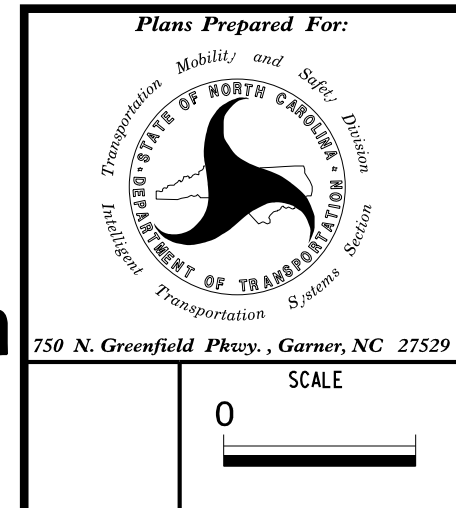 Plans Prepared For:
Transportation Mobility and Safety Division
STATE OF NORTH CAROLINA
DEPARTMENT OF TRANSPORTATION
Intelligent Transportation Systems Section
750 N. Greenfield Pkwy. , Garner, NC 27529
SCALE
0